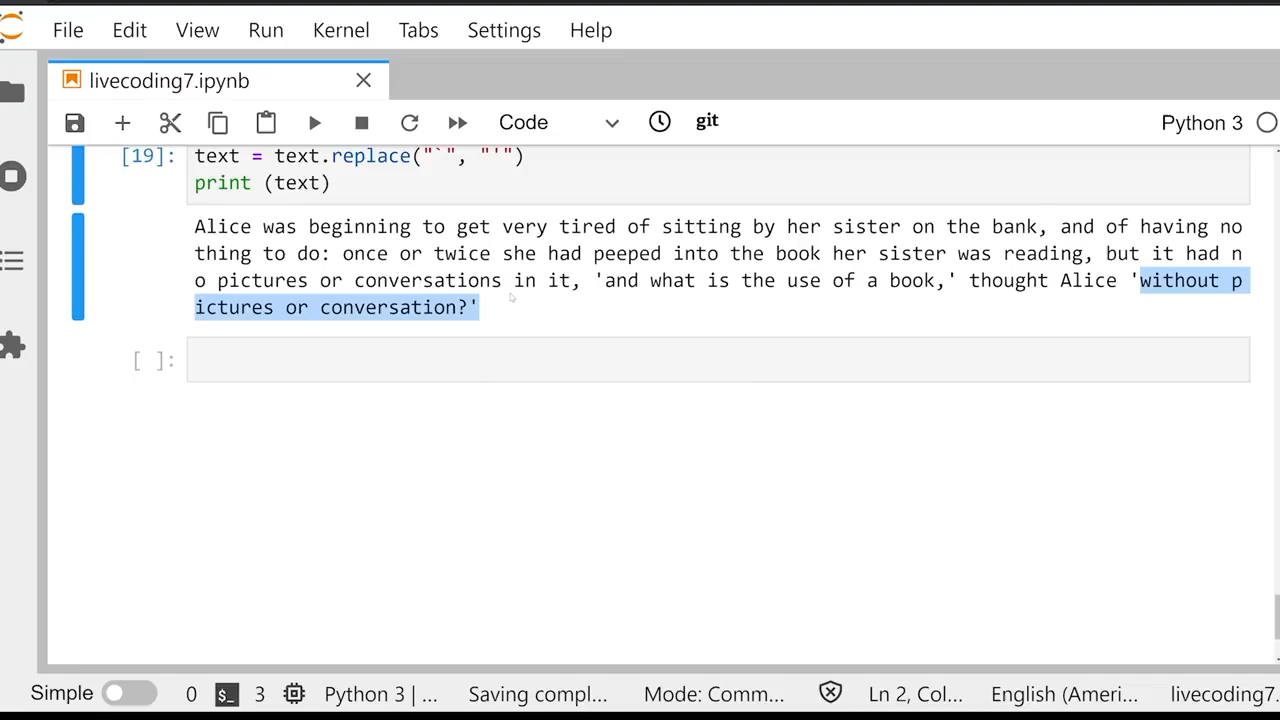 File Edit View Run Kernel Tabs Settings Help
livecoding7.ipynb
Code git Python 3
[19]: text = text.replace("`", "'")
print (text)
Alice was beginning to get very tired of sitting by her sister on the bank, and of having no
thing to do: once or twice she had peeped into the book her sister was reading, but it had n
o pictures or conversations in it, 'and what is the use of a book,' thought Alice 'without p
ictures or conversation?'
[ ]:
Simple 0 $_ 3 Python 3 | ... Saving compl... Mode: Comm... Ln 2, Col... English (Ameri... livecoding7.